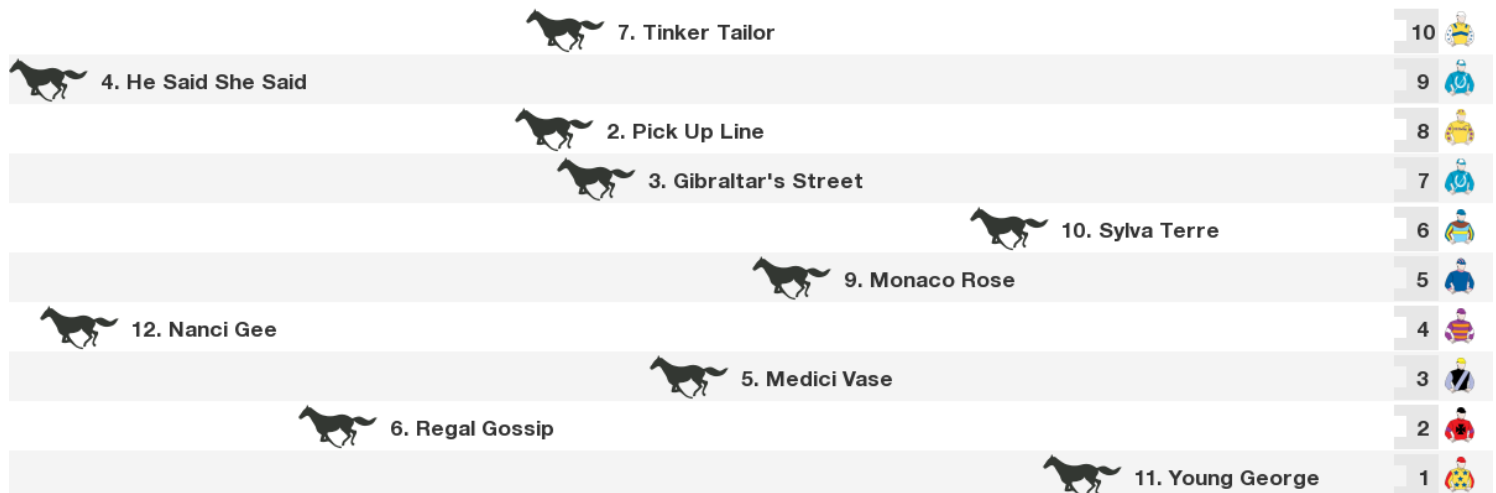 7. Tinker Tailor 10
4. He Said She Said 9
2. Pick Up Line 8
3. Gibraltar's Street 7
10. Sylva Terre 6
9. Monaco Rose 5
12. Nanci Gee 4
5. Medici Vase 3
6. Regal Gossip 2
11. Young George 1